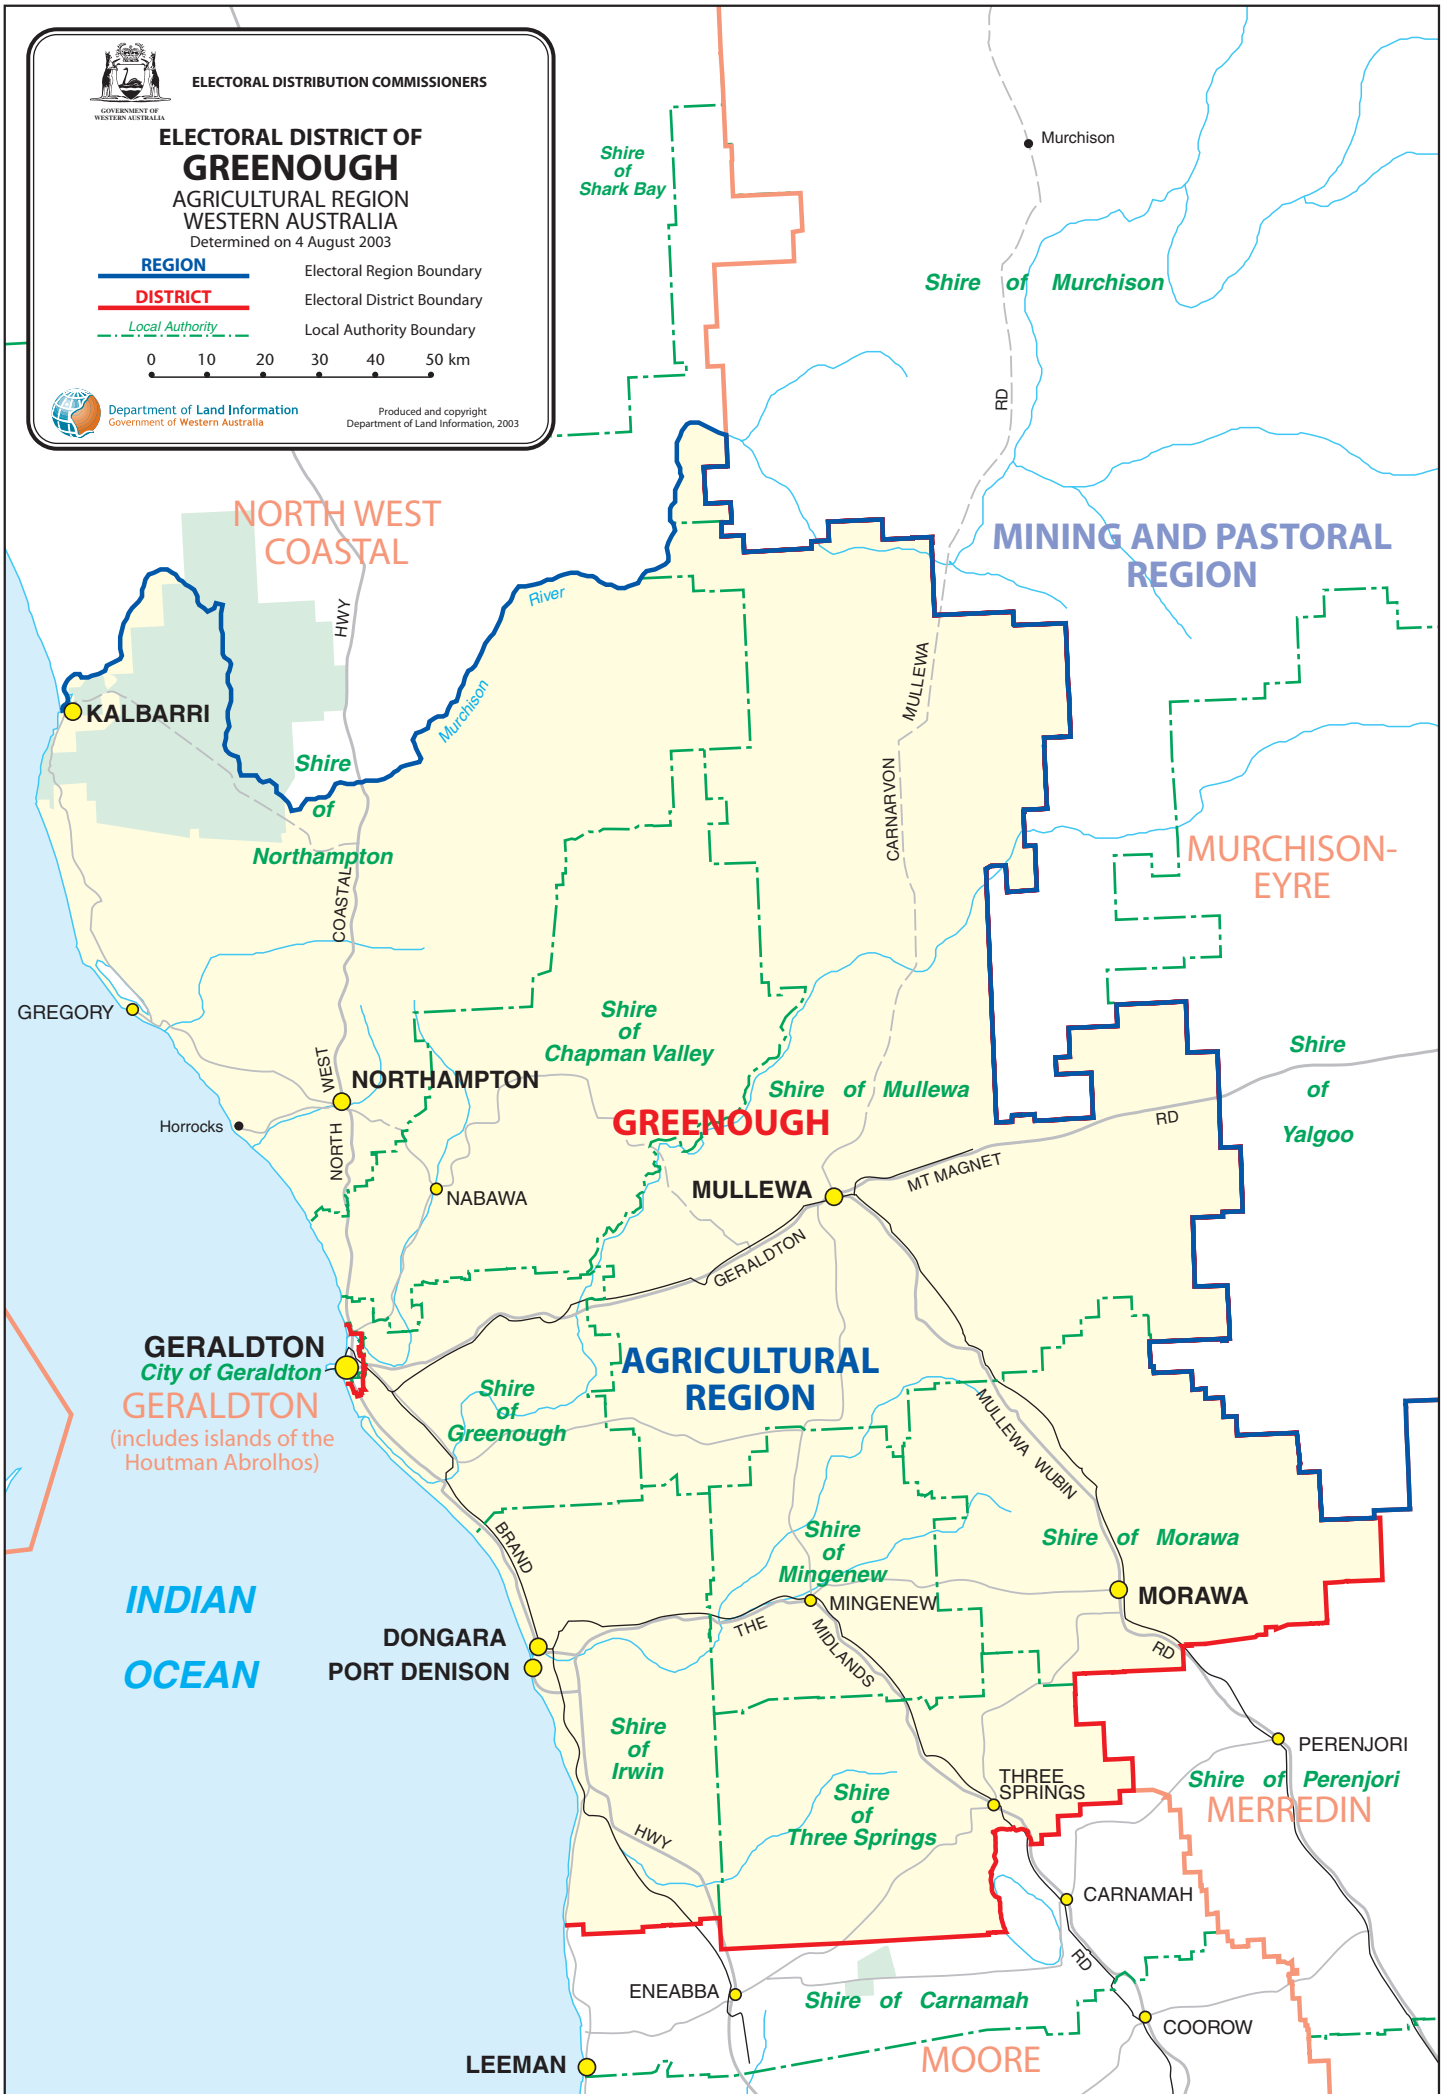 GOVERNMENT OF
WESTERN AUSTRALIA
ELECTORAL DISTRIBUTION COMMISSIONERS
ELECTORAL DISTRICT OF
GREENOUGH
AGRICULTURAL REGION
WESTERN AUSTRALIA
Determined on 4 August 2003
REGION Electoral Region Boundary
DISTRICT Electoral District Boundary
Local Authority Local Authority Boundary
0 10 20 30 40 50 km
Department of Land Information
Government of Western Australia
Produced and copyright
Department of Land Information, 2003
Shire
of
Shark Bay
Murchison
Shire of Murchison
RD
NORTH WEST
COASTAL
MINING AND PASTORAL
REGION
HWY
River
Murchison
MULLEWA
KALBARRI
Shire
of
Northampton
CARNARVON
COASTAL
MURCHISON-
EYRE
GREGORY
Shire
of
Chapman Valley
Shire
of
Yalgoo
WEST
NORTHAMPTON
Shire of Mullewa
GREENOUGH
Horrocks
NORTH
RD
MT MAGNET
NABAWA
MULLEWA
GERALDTON
GERALDTON
City of Geraldton
GERALDTON
(includes islands of the
Houtman Abrolhos)
AGRICULTURAL
REGION
Shire
of
Greenough
MULLEWA
WUBIN
BRAND
Shire
of
Mingenew
Shire of Morawa
INDIAN
OCEAN
MORAWA
MINGENEW
THE
MIDLANDS
RD
DONGARA
PORT DENISON
Shire
of
Irwin
PERENJORI
Shire of Perenjori
MERREDIN
THREE
SPRINGS
Shire
of
Three Springs
HWY
CARNAMAH
RD
ENEABBA
Shire of Carnamah
COOROW
MOORE
LEEMAN